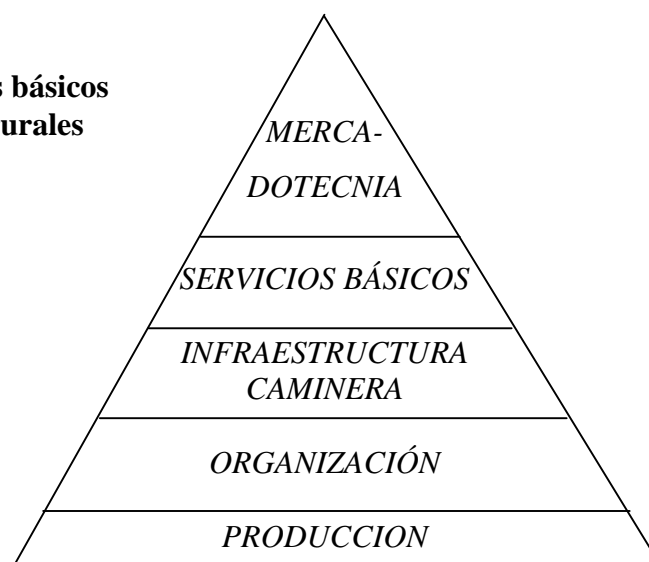 s básicos
urales
MERCA-
DOTECNIA
SERVICIOS BÁSICOS
INFRAESTRUCTURA
CAMINERA
ORGANIZACIÓN
PRODUCCION